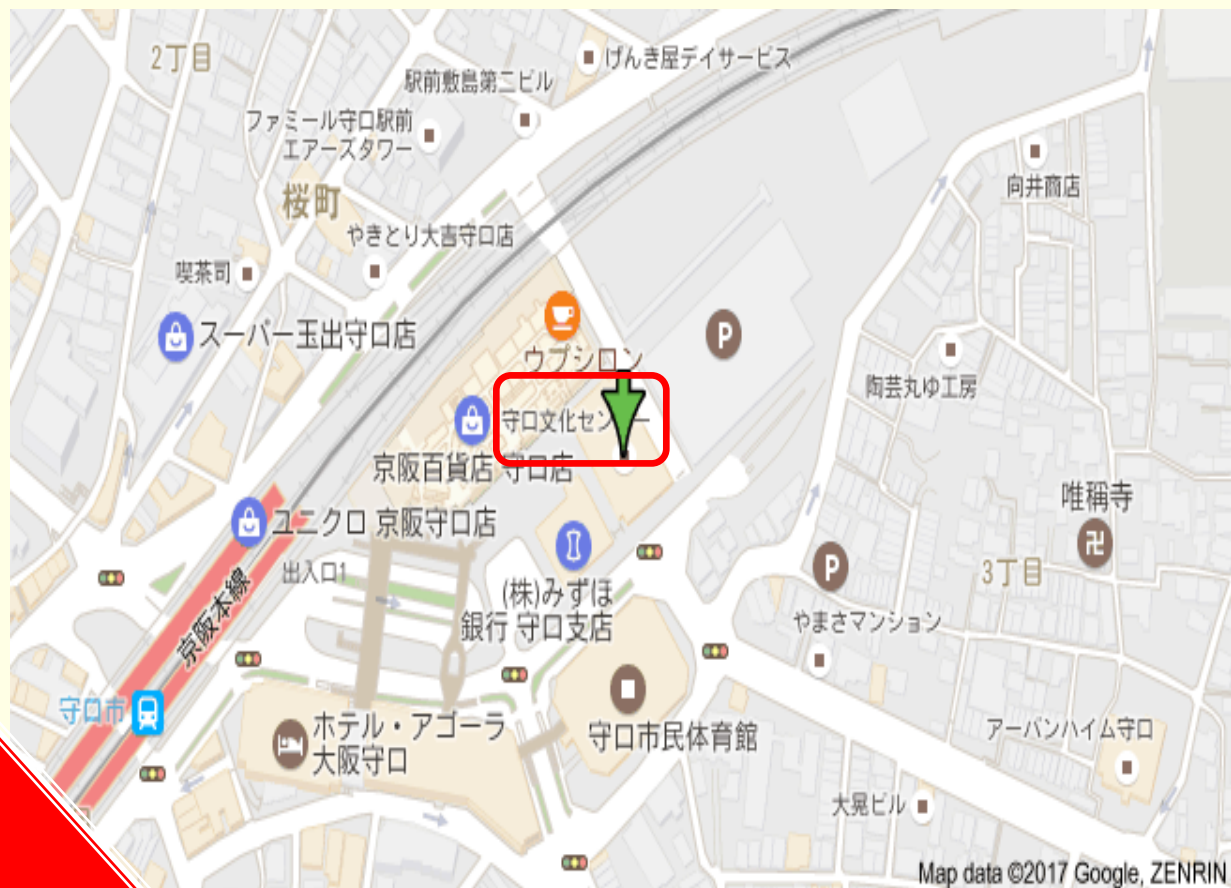 2丁目
げんき屋デイサービス
駅前敷島第二ビル
ファミール守口駅前
エアーズタワー
桜町
向井商店
やきとり大吉守口店
喫茶司
スーパー玉出守口店
P
ウプシロン
陶芸丸ゆ工房
守口文化センター
京阪百貨店 守口店
唯稱寺
ユニクロ 京阪守口店
出入口1
3丁目
P
(株)みずほ
銀行 守口支店
やまさマンション
京阪本線
守口市
ホテル・アゴーラ
大阪守口
守口市民体育館
アーバンハイム守口
大晃ビル
Map data ©2017 Google, ZENRIN